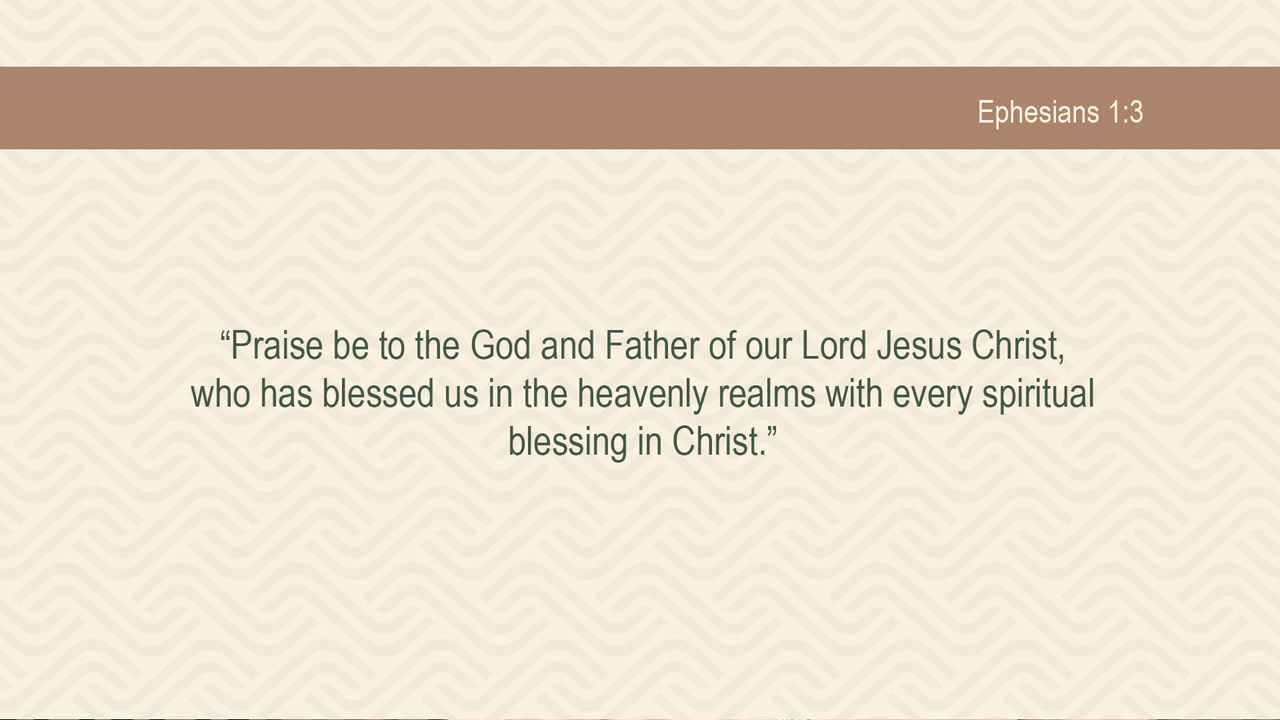 Ephesians 1:3
“Praise be to the God and Father of our Lord Jesus Christ,
who has blessed us in the heavenly realms with every spiritual
blessing in Christ.”